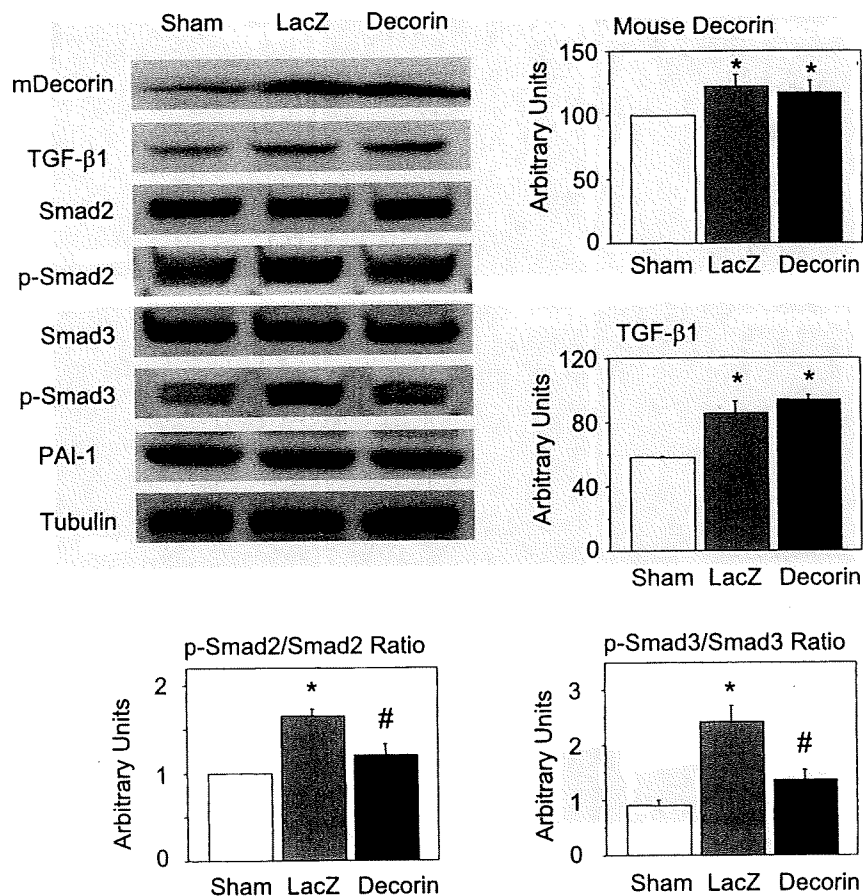 Sham LacZ Decorin
mDecorin
TGF-β1
Smad2
p-Smad2
Smad3
p-Smad3
PAI-1
Tubulin
Mouse Decorin
Arbitrary Units
150
100
50
0
* *
Sham LacZ Decorin
TGF-β1
Arbitrary Units
120
80
40
0
* *
Sham LacZ Decorin
p-Smad2/Smad2 Ratio
Arbitrary Units
2
1
0
* #
Sham LacZ Decorin
p-Smad3/Smad3 Ratio
Arbitrary Units
3
2
1
0
* #
Sham LacZ Decorin